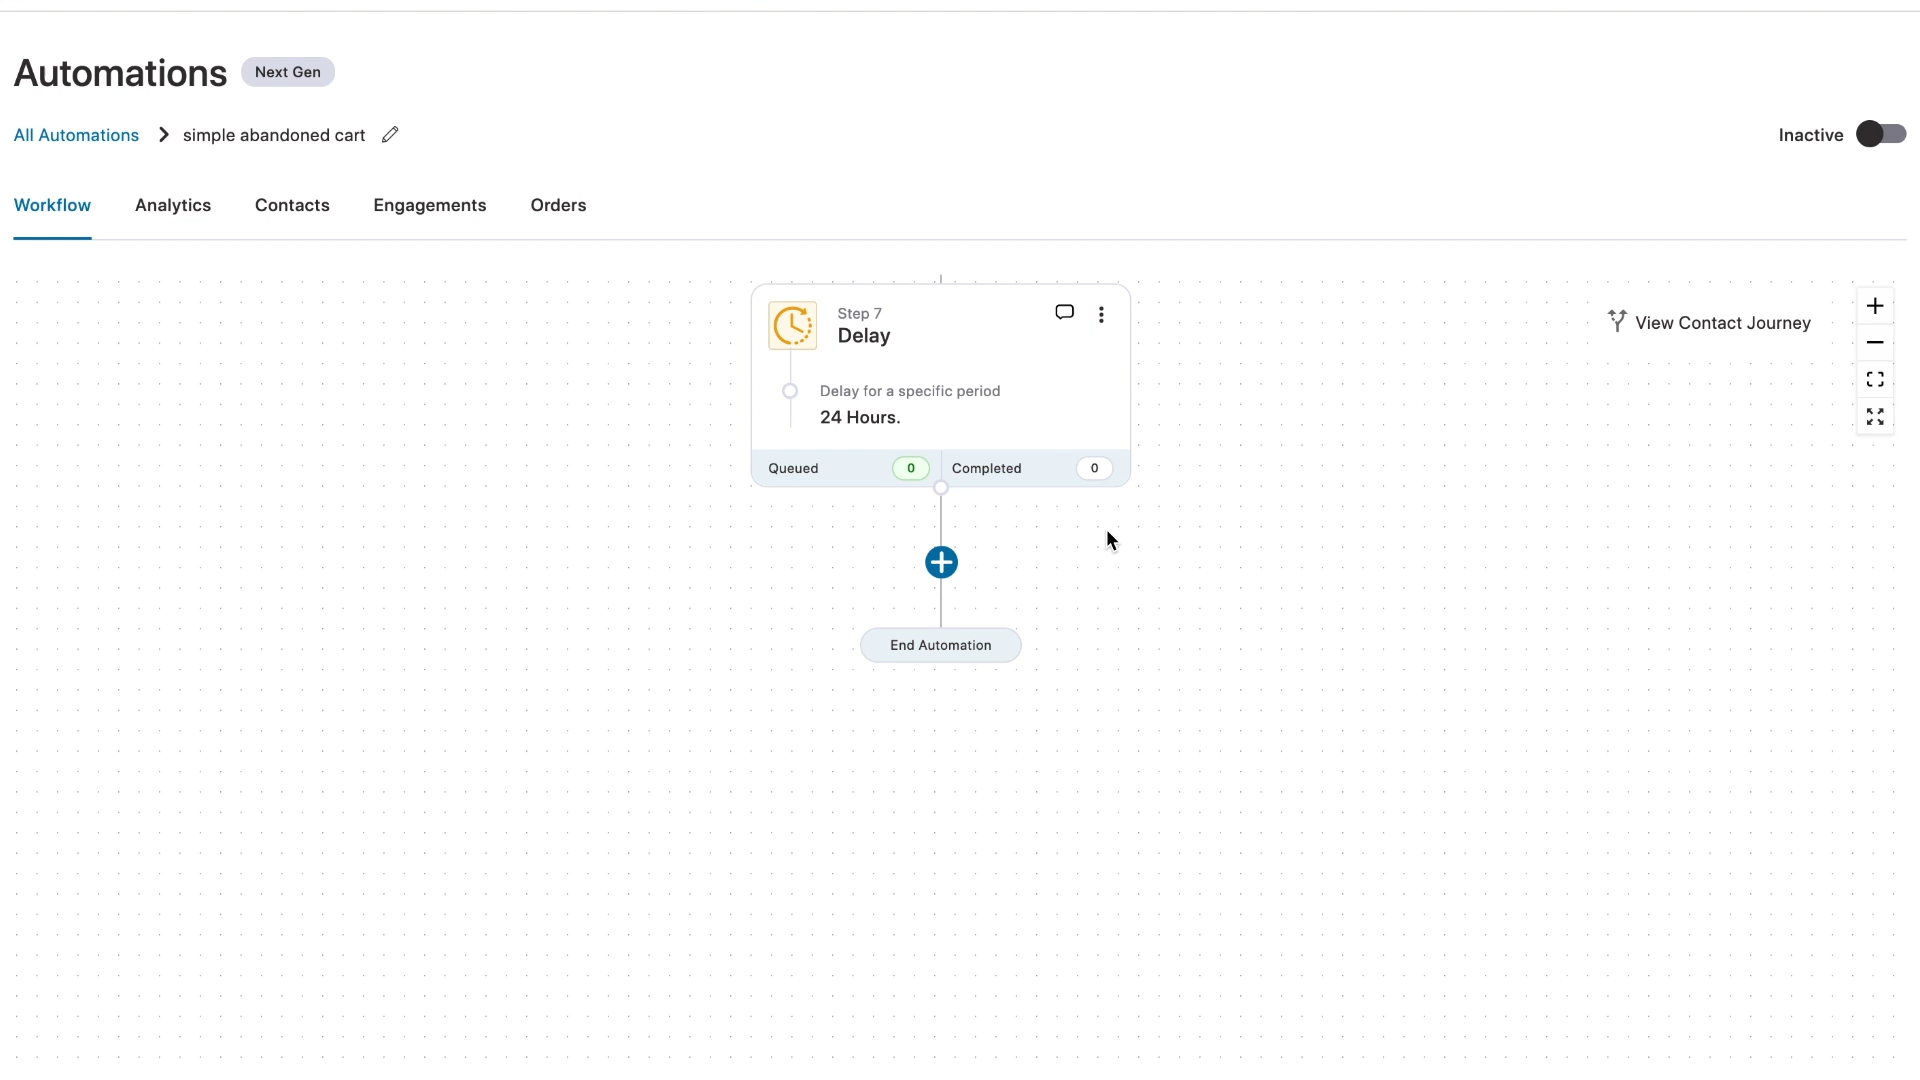 Automations Next Gen
All Automations simple abandoned cart
Inactive
Workflow Analytics Contacts Engagements Orders
Step 7
Delay
View Contact Journey
Delay for a specific period
24 Hours.
Queued 0 Completed 0
End Automation